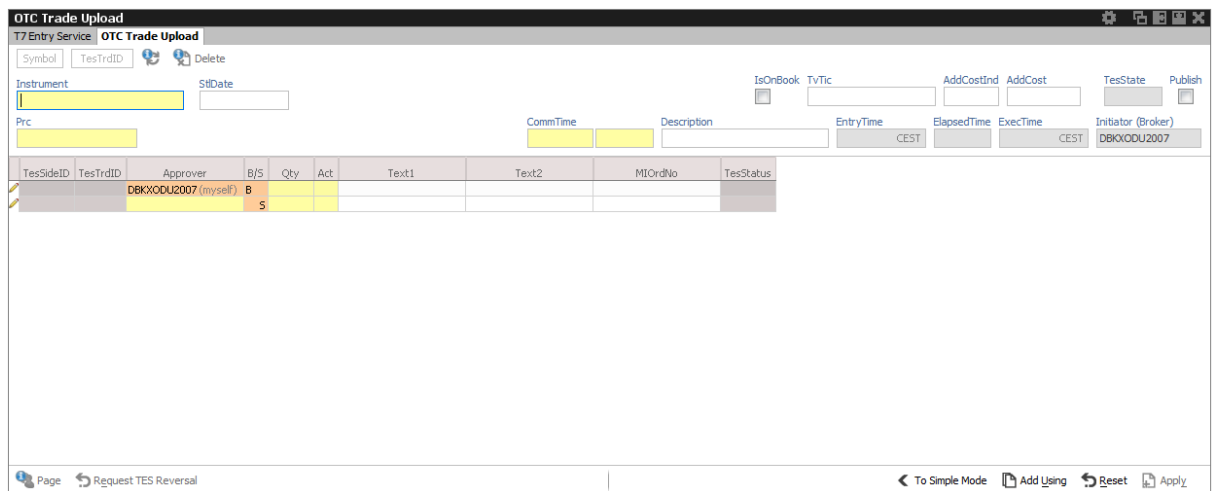 OTC Trade Upload
T7 Entry Service OTC Trade Upload
Symbol TesTrdID Delete
Instrument StlDate IsOnBook TvTic AddCostInd AddCost TesState Publish
Prc CommTime Description EntryTime ElapsedTime ExecTime Initiator (Broker)
CEST CEST DBKXODU2007
TesSideID TesTrdID Approver B/S Qty Act Text1 Text2 MIOrdNo TesStatus
DBKXODU2007 (myself) B
S
Page Request TES Reversal To Simple Mode Add Using Reset Apply